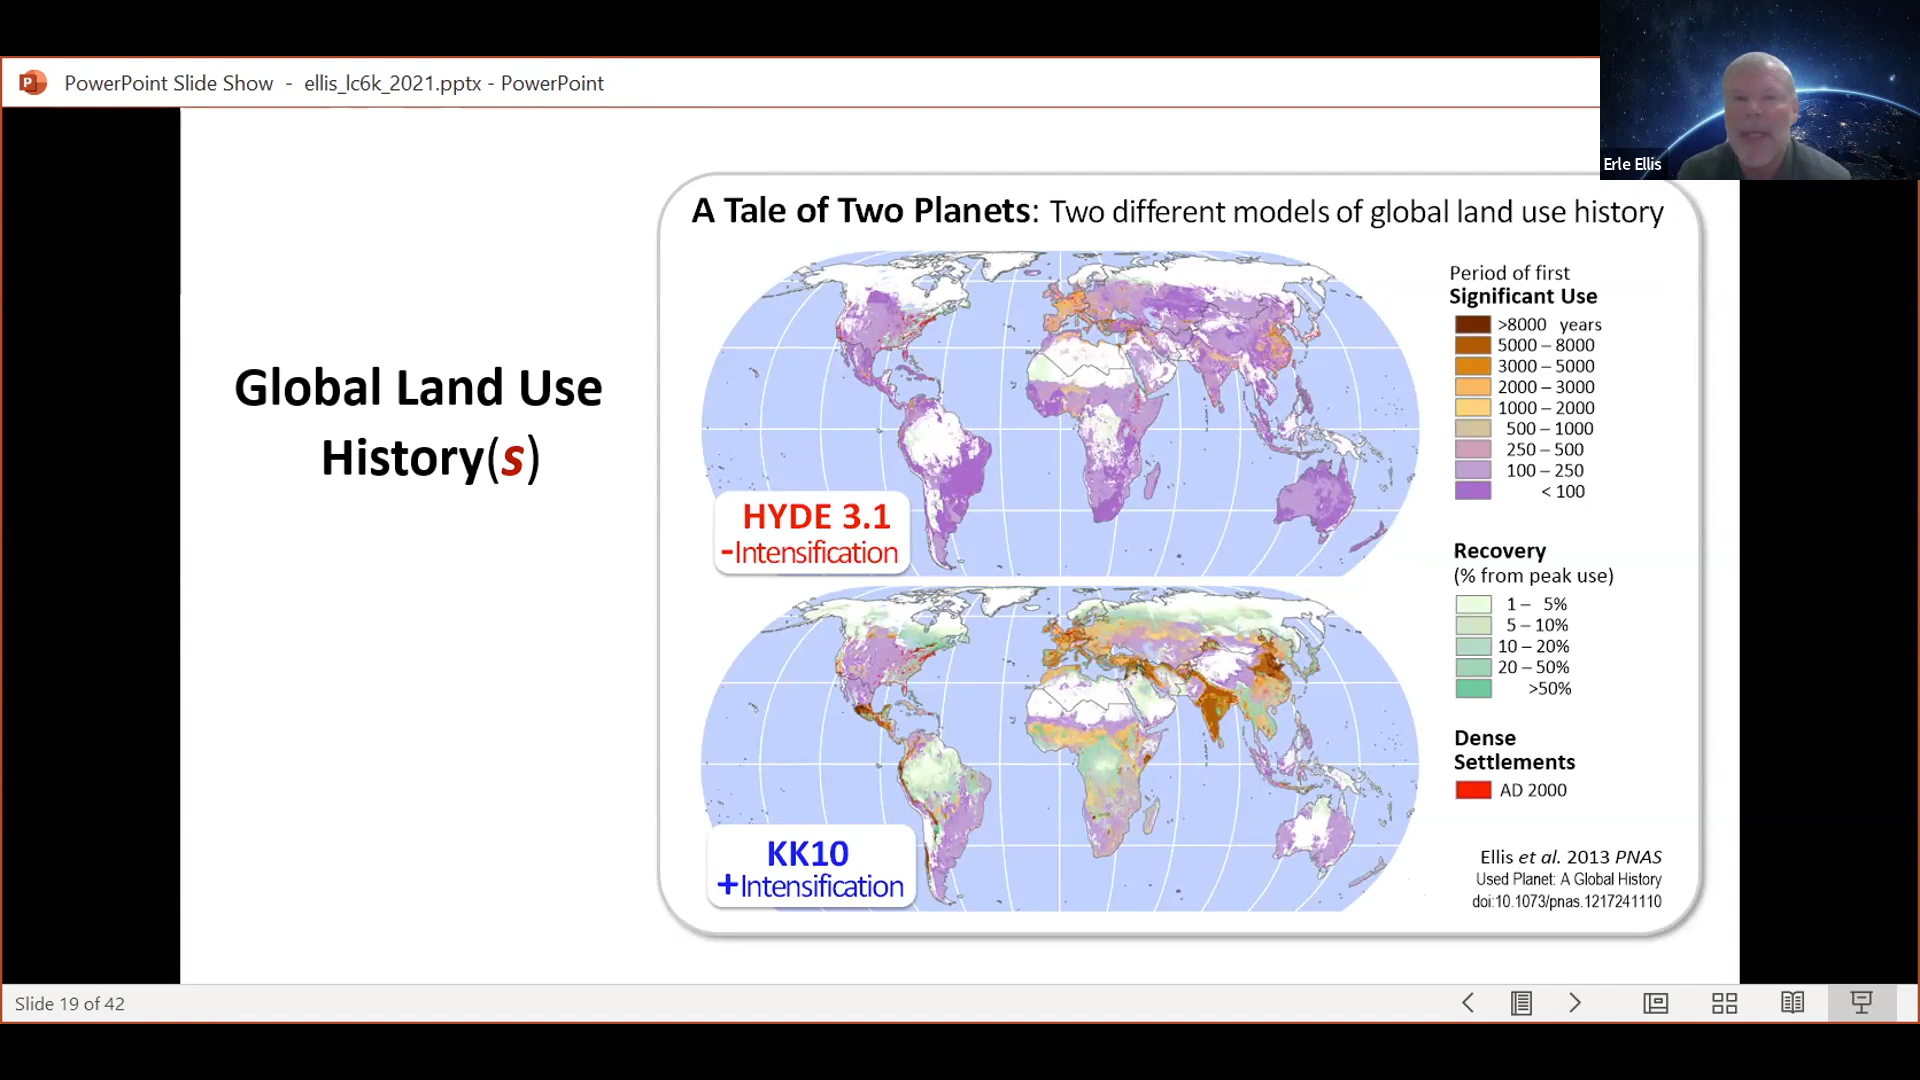 PowerPoint Slide Show - ellis_lc6k_2021.pptx - PowerPoint
Erle Ellis
Global Land Use
History(s)
A Tale of Two Planets: Two different models of global land use history
HYDE 3.1
-Intensification
KK10
+Intensification
Period of first
Significant Use
>8000 years
5000 – 8000
3000 – 5000
2000 – 3000
1000 – 2000
500 – 1000
250 – 500
100 – 250
< 100
Recovery
(% from peak use)
1 – 5%
5 – 10%
10 – 20%
20 – 50%
>50%
Dense
Settlements
AD 2000
Ellis et al. 2013 PNAS
Used Planet: A Global History
doi:10.1073/pnas.1217241110
Slide 19 of 42